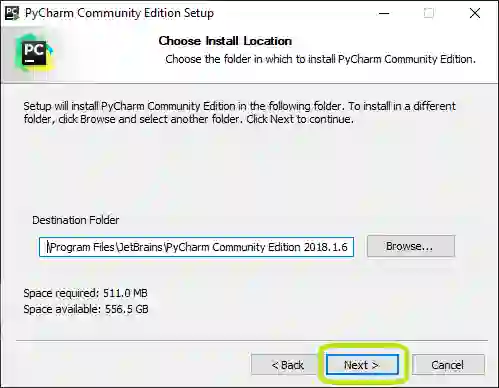 PyCharm Community Edition Setup
PC
Choose Install Location
Choose the folder in which to install PyCharm Community Edition.
Setup will install PyCharm Community Edition in the following folder. To install in a different
folder, click Browse and select another folder. Click Next to continue.
Destination Folder
\Program Files\JetBrains\PyCharm Community Edition 2018.1.6
Browse...
Space required: 511.0 MB
Space available: 556.5 GB
< Back
Next >
Cancel